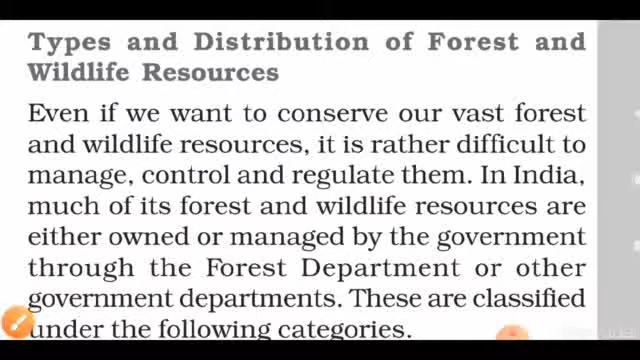 Types and Distribution of Forest and
Wildlife Resources
Even if we want to conserve our vast forest
and wildlife resources, it is rather difficult to
manage, control and regulate them. In India,
much of its forest and wildlife resources are
either owned or managed by the government
through the Forest Department or other
government departments. These are classified
under the following categories.